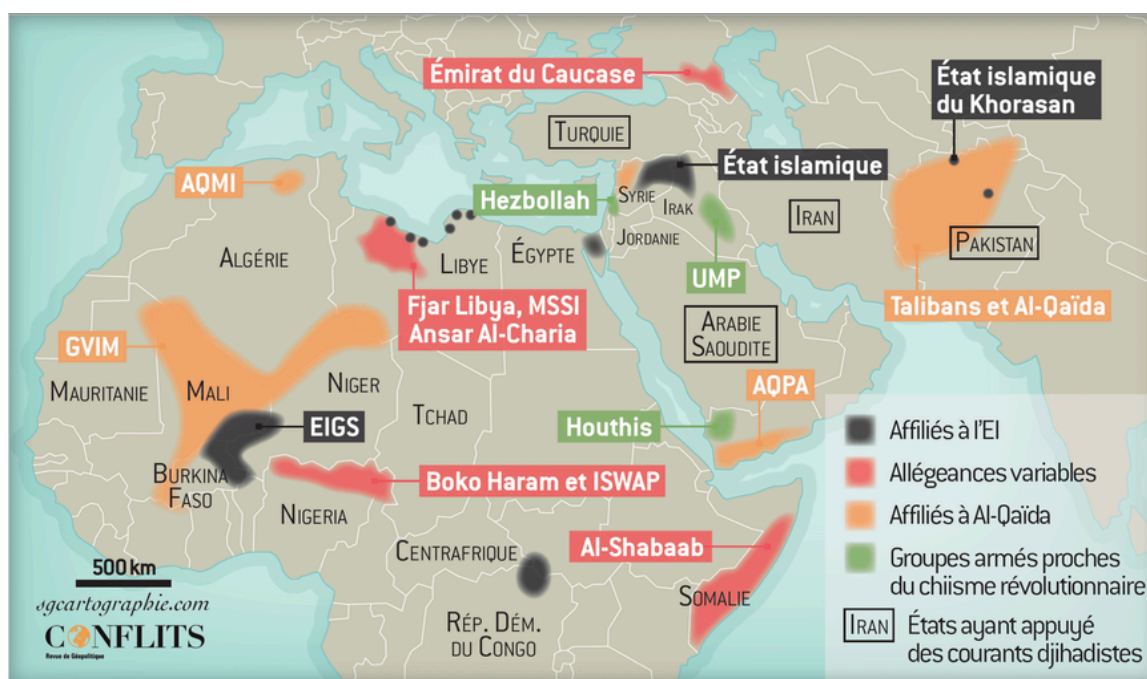 Émirat du Caucase
État islamique
du Khorasan
TURQUIE
État islamique
AQMI
Hezbollah
SYRIE
IRAK
IRAN
JORDANIE
PAKISTAN
ALGÉRIE
LIBYE
ÉGYPTE
UMP
Fjar Libya, MSSI
Ansar Al-Charia
Talibans et Al-Qaïda
ARABIE
SAOUDITE
GVIM
MAURITANIE
MALI
NIGER
AQPA
TCHAD
EIGS
Houthis
BURKINA
FASO
Boko Haram et ISWAP
NIGERIA
CENTRAFRIQUE
Al-Shabaab
SOMALIE
RÉP. DÉM.
DU CONGO
500 km
sgcartographie.com
CONFLITS
Revue de Géopolitique
Affiliés à l'EI
Allégeances variables
Affiliés à Al-Qaïda
Groupes armés proches
du chiisme révolutionnaire
IRAN
États ayant appuyé
des courants djihadistes